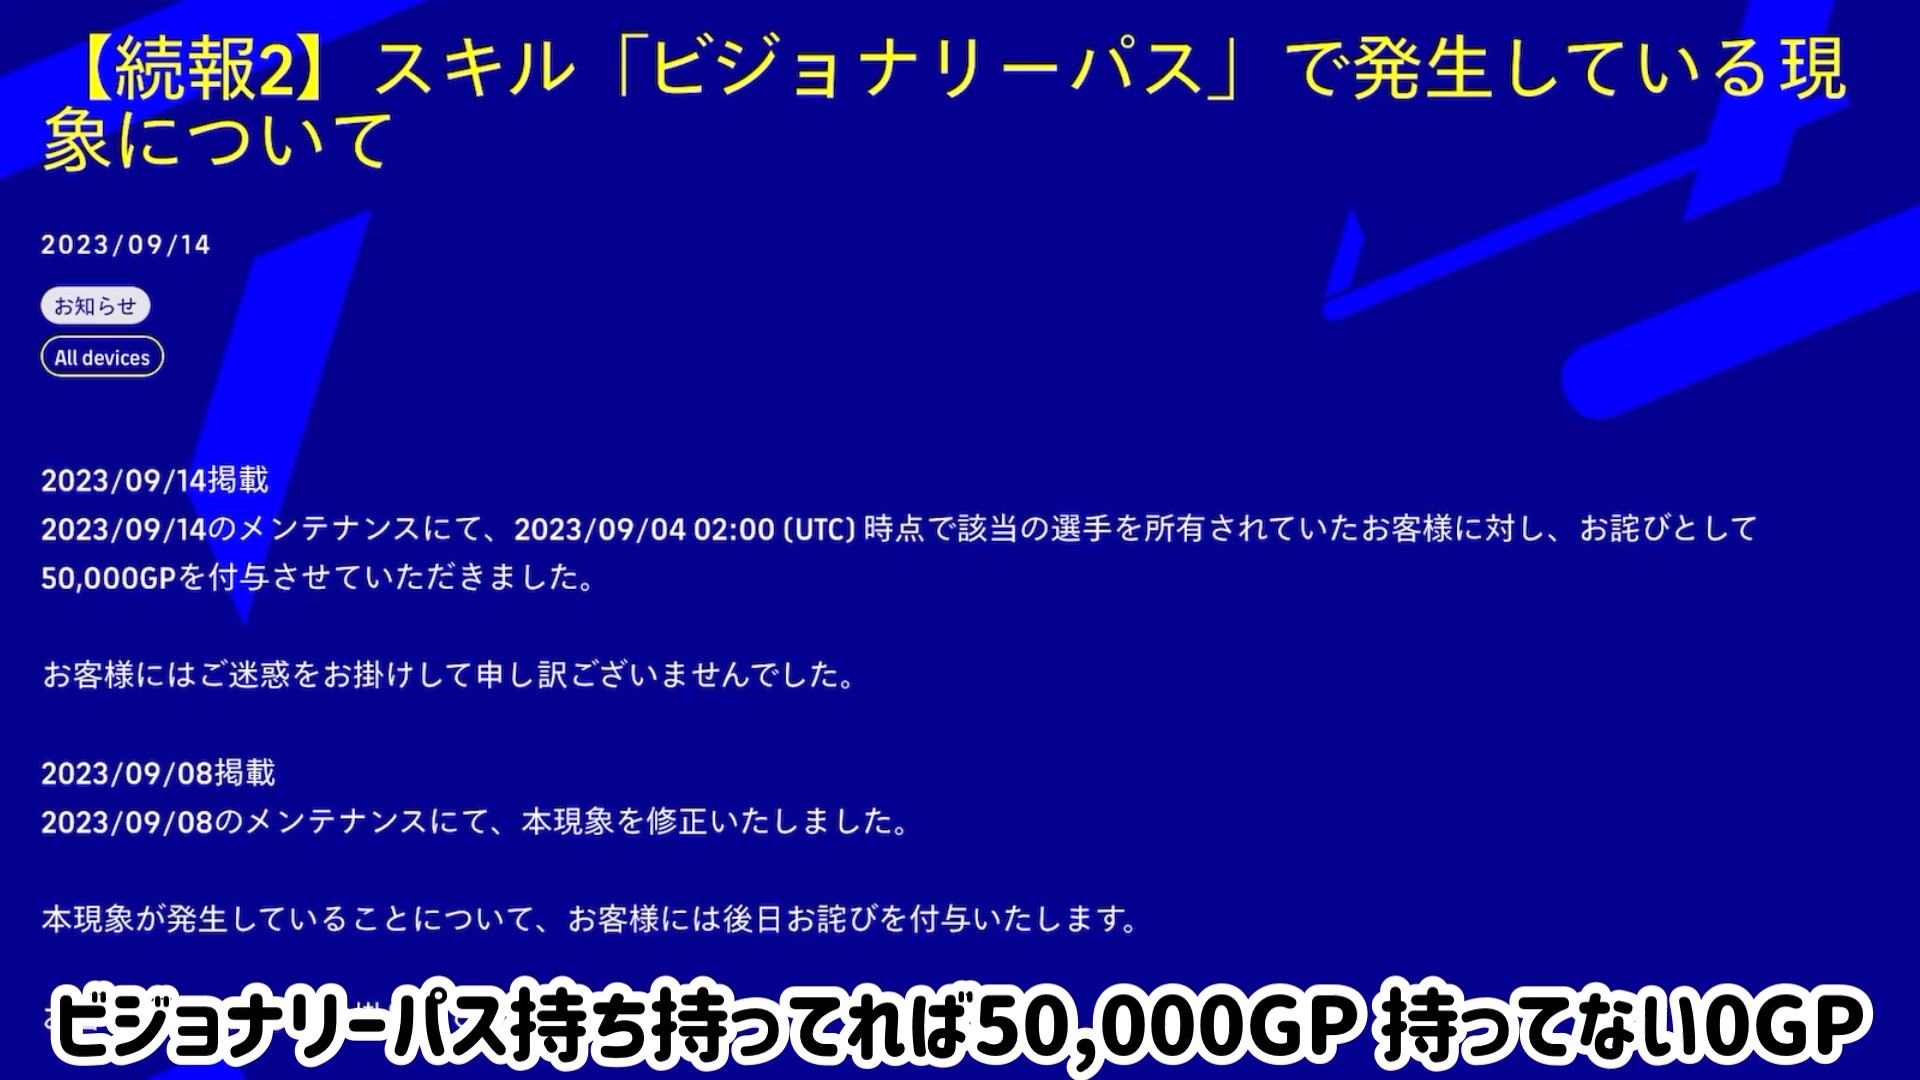 【続報2】 スキル「ビジョナリーパス」で発生している現
象について
2023/09/14
お知らせ
All devices
2023/09/14掲載
2023/09/14のメンテナンスにて、2023/09/04 02:00 (UTC) 時点で該当の選手を所有されていたお客様に対し、お詫びとして
50,000GPを付与させていただきました。
お客様にはご迷惑をお掛けして申し訳ございませんでした。
2023/09/08掲載
2023/09/08のメンテナンスにて、本現象を修正いたしました。
本現象が発生していることについて、お客様には後日お詫びを付与いたします。
ビジョナリーパス持ち持ってれば50,000GP 持ってない0GP